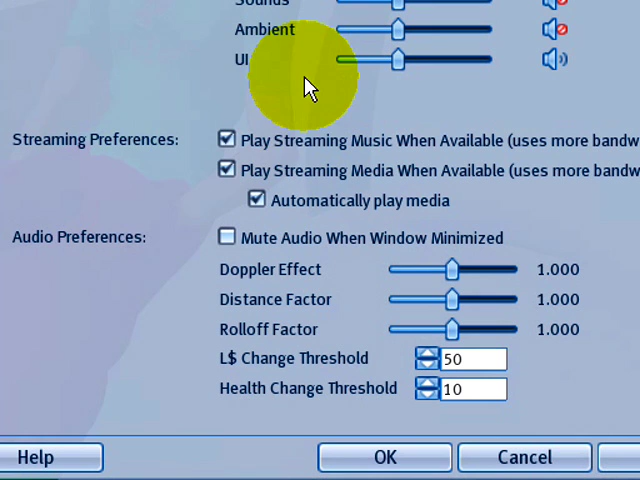 Sounds
Ambient
UI
Streaming Preferences:
Play Streaming Music When Available (uses more bandw
Play Streaming Media When Available (uses more bandw
Automatically play media
Audio Preferences:
Mute Audio When Window Minimized
Doppler Effect 1.000
Distance Factor 1.000
Rolloff Factor 1.000
L$ Change Threshold 50
Health Change Threshold 10
Help OK Cancel